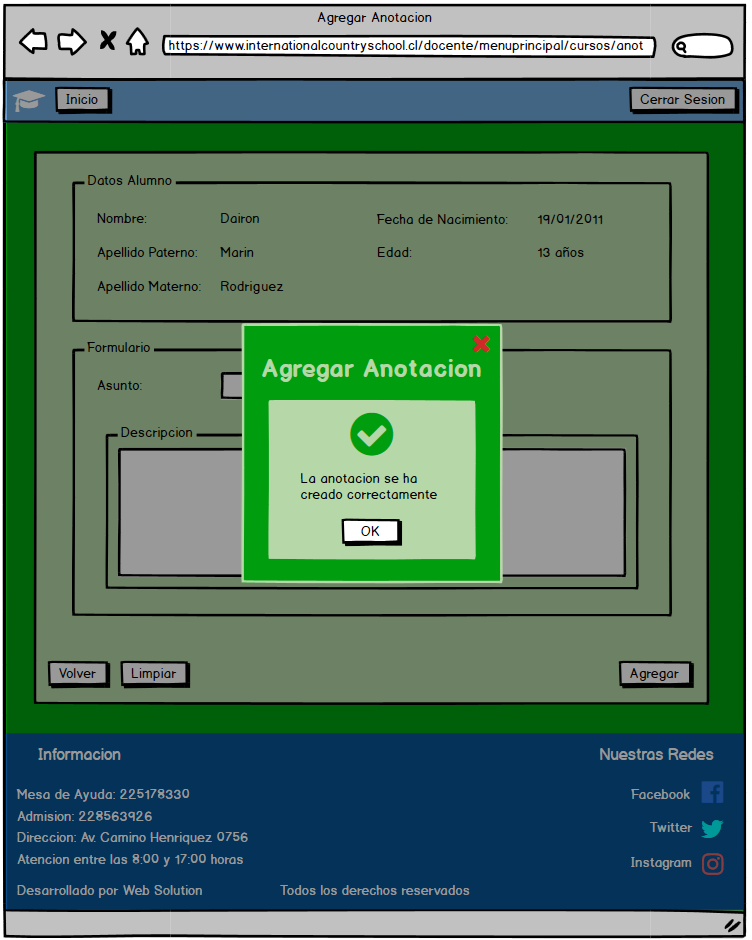 Agregar Anotacion
https://www.internationalcountryschool.cl/docente/menuprincipal/cursos/anot
Inicio
Cerrar Sesion
Datos Alumno
Nombre: Dairon Fecha de Nacimiento: 19/01/2011
Apellido Paterno: Marin Edad: 13 años
Apellido Materno: Rodriguez
Formulario
Agregar Anotacion
Asunto:
Descripcion
La anotacion se ha
creado correctamente
OK
Volver Limpiar Agregar
Informacion Nuestras Redes
Mesa de Ayuda: 225178330 Facebook
Admision: 228563926
Direccion: Av. Camino Henriquez 0756 Twitter
Atencion entre las 8:00 y 17:00 horas Instagram
Desarrollado por Web Solution Todos los derechos reservados